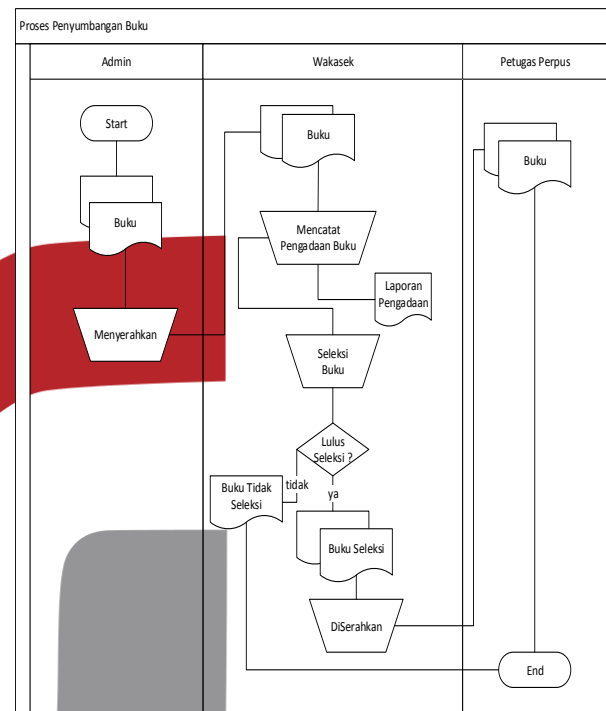 Proses Penyumbangan Buku
Admin
Wakasek
Petugas Perpus
Start
Buku
Menyerahkan
Buku
Mencatat
Pengadaan Buku
Laporan
Pengadaan
Seleksi
Buku
Lulus
Seleksi ?
tidak
ya
Buku Tidak
Seleksi
Buku Seleksi
DiSerahkan
Buku
End